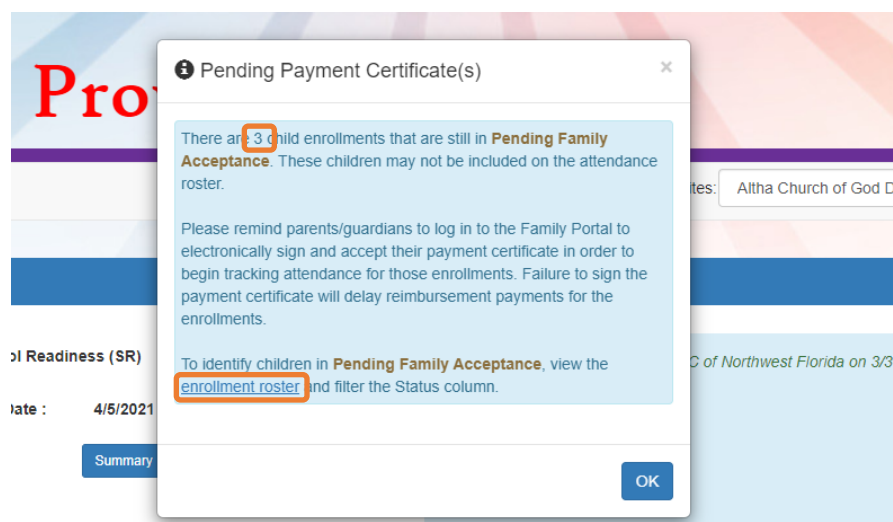 Pro
Pending Payment Certificate(s) ×
There are 3 child enrollments that are still in Pending Family
Acceptance. These children may not be included on the attendance
roster.
ites: Altha Church of God D
Please remind parents/guardians to log in to the Family Portal to
electronically sign and accept their payment certificate in order to
begin tracking attendance for those enrollments. Failure to sign the
payment certificate will delay reimbursement payments for the
enrollments.
ol Readiness (SR)
To identify children in Pending Family Acceptance, view the
enrollment roster and filter the Status column.
C of Northwest Florida on 3/3
Date : 4/5/2021
Summary
OK